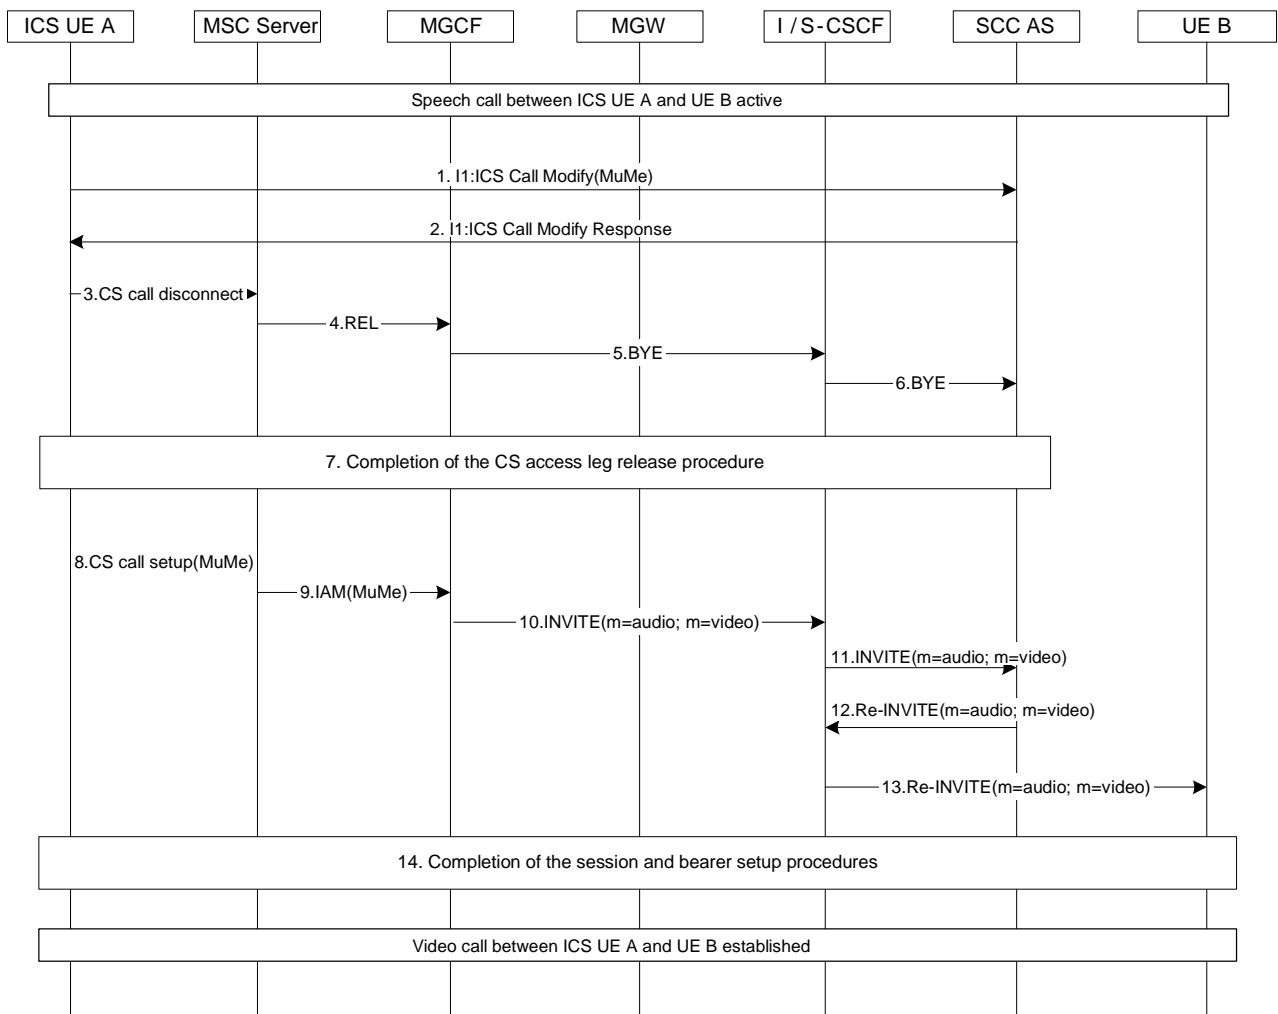 ICS UE A
MSC Server
MGCF
MGW
I / S-CSCF
SCC AS
UE B
Speech call between ICS UE A and UE B active
1. I1:ICS Call Modify(MuMe)
2. I1:ICS Call Modify Response
3.CS call disconnect
4.REL
5.BYE
6.BYE
7. Completion of the CS access leg release procedure
8.CS call setup(MuMe)
9.IAM(MuMe)
10.INVITE(m=audio; m=video)
11.INVITE(m=audio; m=video)
12.Re-INVITE(m=audio; m=video)
13.Re-INVITE(m=audio; m=video)
14. Completion of the session and bearer setup procedures
Video call between ICS UE A and UE B established